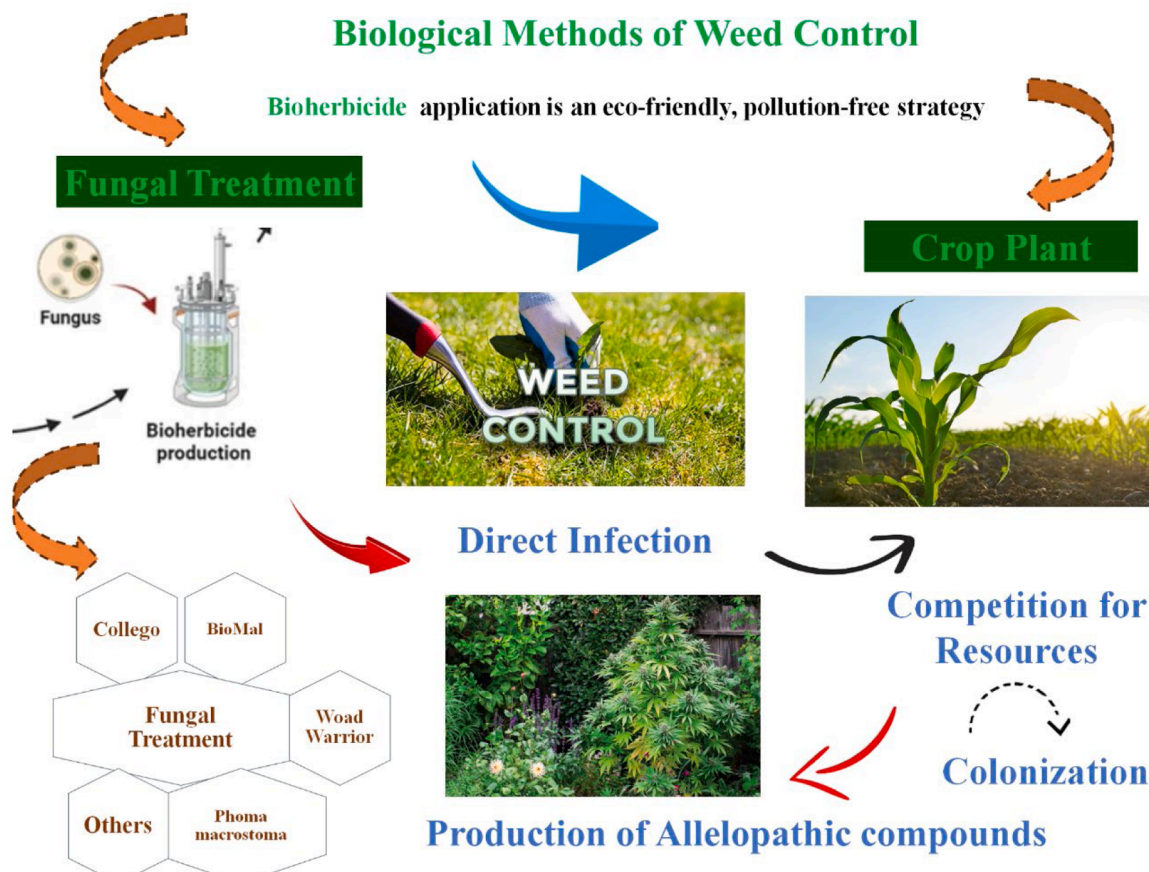 Biological Methods of Weed Control
Bioherbicide application is an eco-friendly, pollution-free strategy
Fungal Treatment
Crop Plant
Fungus
Bioherbicide
production
WEED
CONTROL
Direct Infection
Competition for
Resources
Colonization
Production of Allelopathic compounds
Collego
BioMal
Fungal
Treatment
Woad
Warrior
Others
Phoma
macrostoma